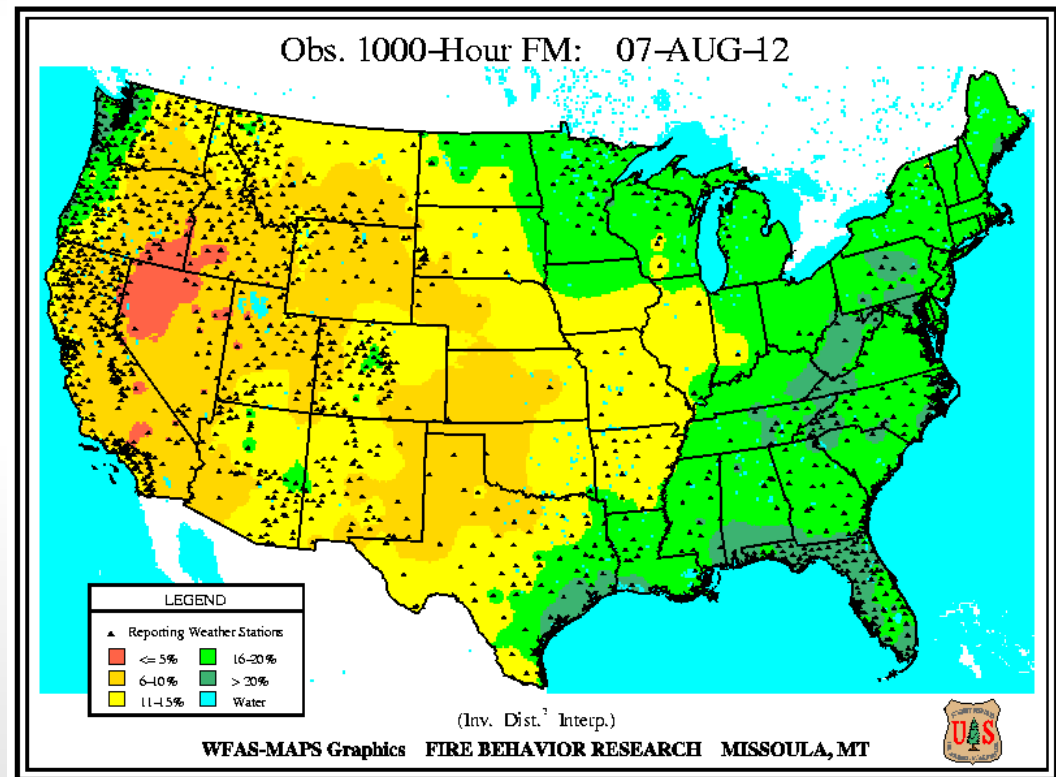 Obs. 1000-Hour FM: 07-AUG-12
LEGEND
Reporting Weather Stations
<= 5% 16-20%
6-10% > 20%
11-15% Water
(Inv. Dist.² Interp.)
WFAS-MAPS Graphics FIRE BEHAVIOR RESEARCH MISSOULA, MT
U S